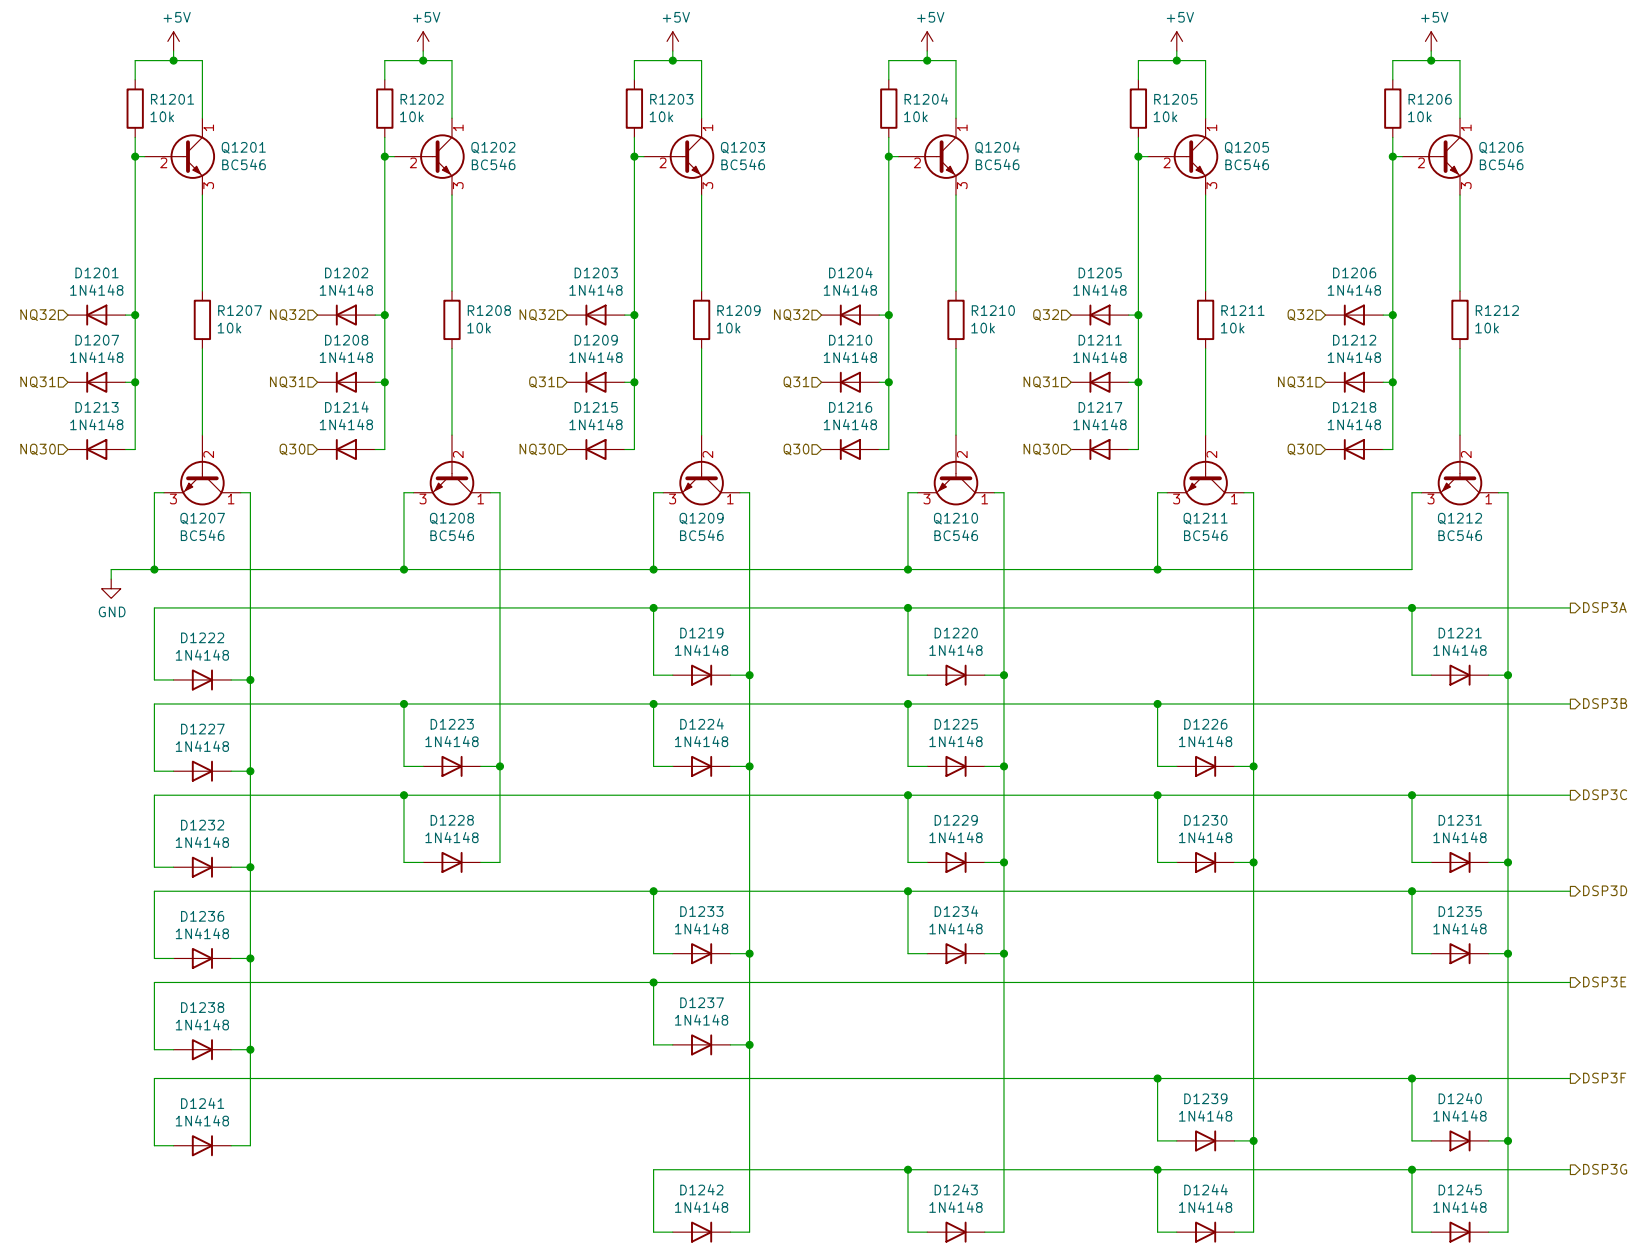 +5V +5V +5V +5V +5V +5V
R1201 R1202 R1203 R1204 R1205 R1206
10k 10k 10k 10k 10k 10k
1 1 1 1 1 1
Q1201 Q1202 Q1203 Q1204 Q1205 Q1206
2 BC546 2 BC546 2 BC546 2 BC546 2 BC546 2 BC546
3 3 3 3 3 3
D1201 D1202 D1203 D1204 D1205 D1206
1N4148 1N4148 1N4148 1N4148 1N4148 1N4148
NQ32 R1207 NQ32 R1208 NQ32 R1209 NQ32 R1210 Q32 R1211 Q32 R1212
10k 10k 10k 10k 10k 10k
D1207 D1208 D1209 D1210 D1211 D1212
1N4148 1N4148 1N4148 1N4148 1N4148 1N4148
NQ31 NQ31 Q31 Q31 NQ31 NQ31
D1213 D1214 D1215 D1216 D1217 D1218
1N4148 1N4148 1N4148 1N4148 1N4148 1N4148
NQ30 Q30 NQ30 Q30 NQ30 Q30
2 2 2 2 2 2
3 1 3 1 3 1 3 1 3 1 3 1
Q1207 Q1208 Q1209 Q1210 Q1211 Q1212
BC546 BC546 BC546 BC546 BC546 BC546
GND
DSP3A
D1222 D1219 D1220 D1221
1N4148 1N4148 1N4148 1N4148
DSP3B
D1227 D1223 D1224 D1225 D1226
1N4148 1N4148 1N4148 1N4148 1N4148
DSP3C
D1232 D1228 D1229 D1230 D1231
1N4148 1N4148 1N4148 1N4148 1N4148
DSP3D
D1236 D1233 D1234 D1235
1N4148 1N4148 1N4148 1N4148
DSP3E
D1238 D1237
1N4148 1N4148
DSP3F
D1241 D1239 D1240
1N4148 1N4148 1N4148
DSP3G
D1242 D1243 D1244 D1245
1N4148 1N4148 1N4148 1N4148